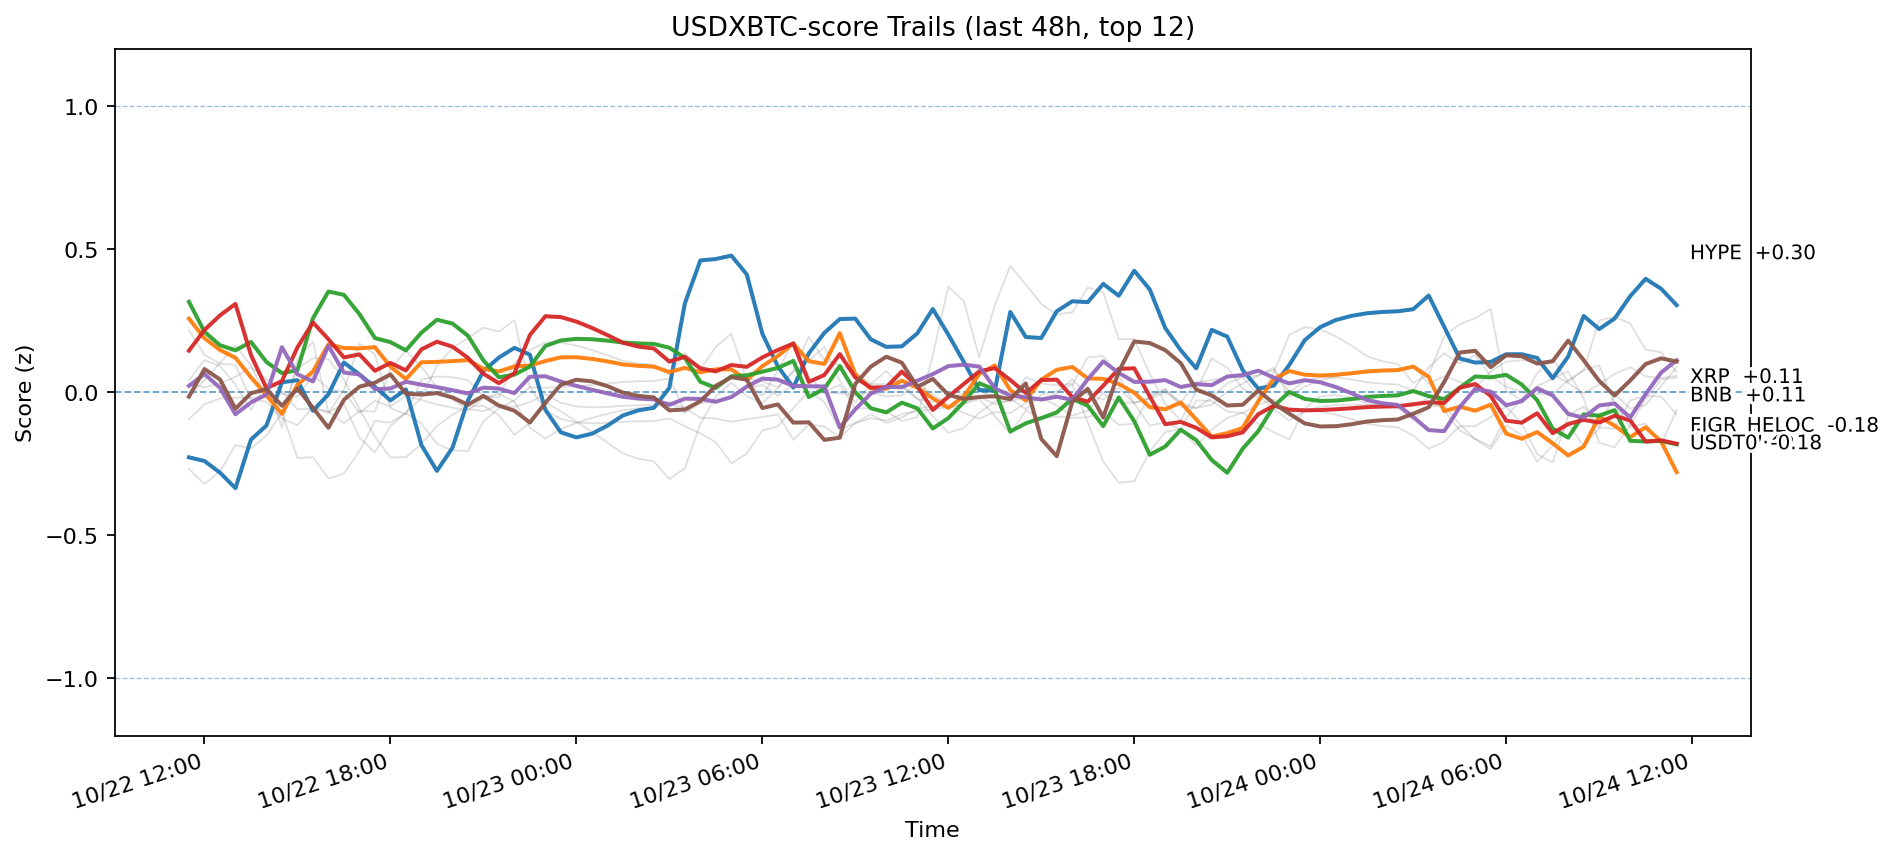 USDXBTC-score Trails (last 48h, top 12)
Score (z)
1.0
0.5
0.0
−0.5
−1.0
HYPE +0.30
XRP +0.11
BNB +0.11
FIGR_HELOC -0.18
USDT0 -0.18
10/22 12:00
10/22 18:00
10/23 00:00
10/23 06:00
10/23 12:00
10/23 18:00
10/24 00:00
10/24 06:00
10/24 12:00
Time